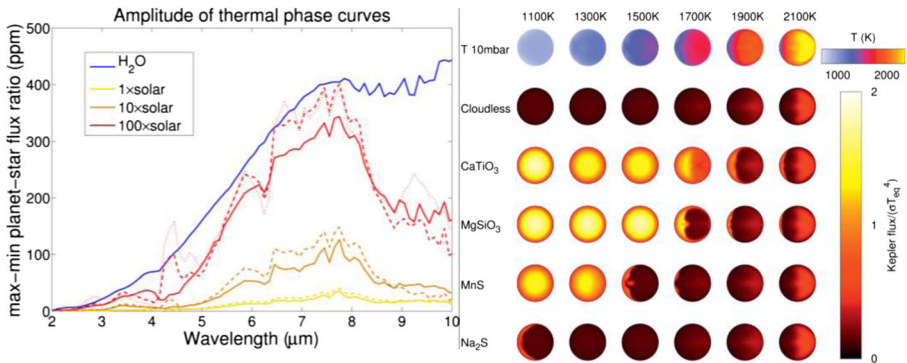 Amplitude of thermal phase curves
max−min planet−star flux ratio (ppm)
500
400
300
200
100
0
H₂O
1×solar
10×solar
100×solar
2 3 4 5 6 7 8 9 10
Wavelength (μm)
1100K 1300K 1500K 1700K 1900K 2100K
T 10mbar
Cloudless
CaTiO₃
MgSiO₃
MnS
Na₂S
T (K)
1000 2000
2
1
0
Kepler flux/(σTeq⁴)